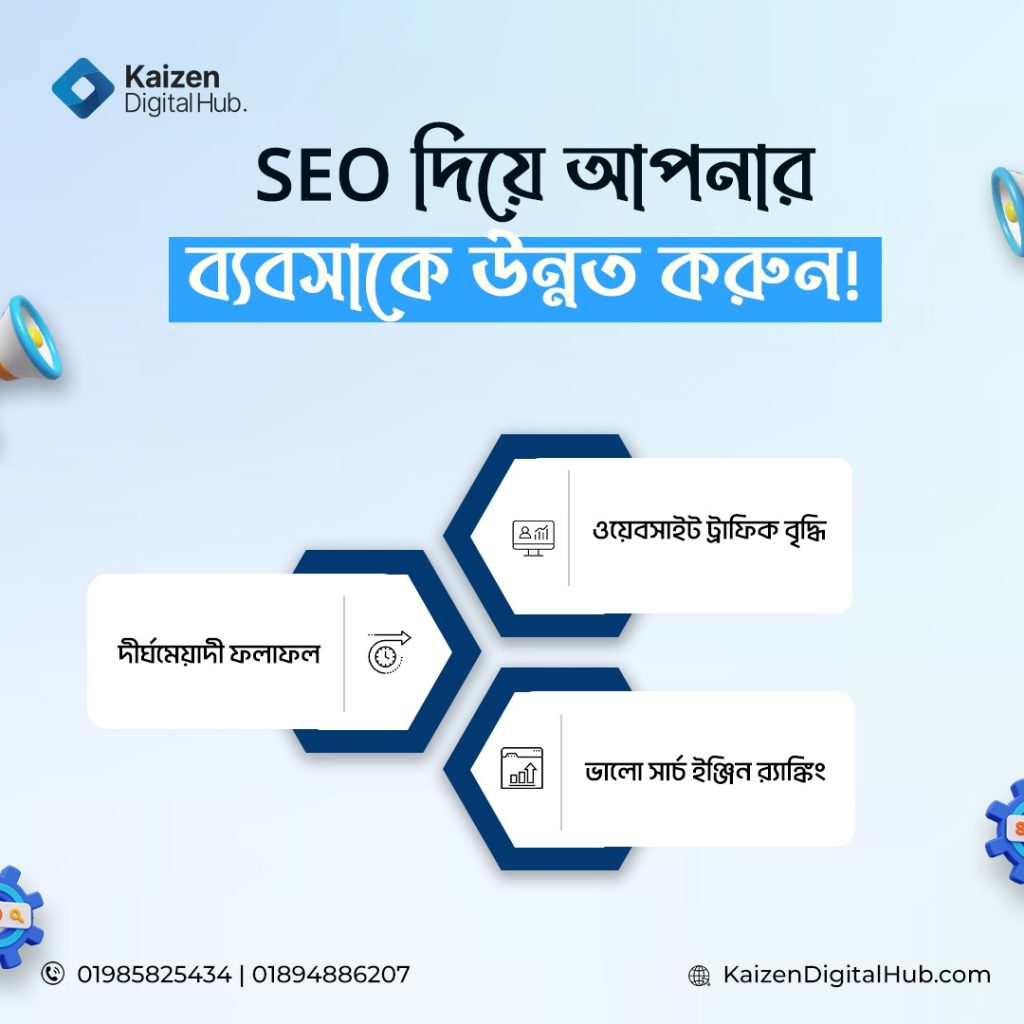 Kaizen
Digital Hub.
SEO দিয়ে আপনার
ব্যবসাকে উন্নত করুন!
ওয়েবসাইট ট্রাফিক বৃদ্ধি
দীর্ঘমেয়াদী ফলাফল
ভালো সার্চ ইঞ্জিন র‍্যাঙ্কিং
01985825434 | 01894886207
KaizenDigitalHub.com